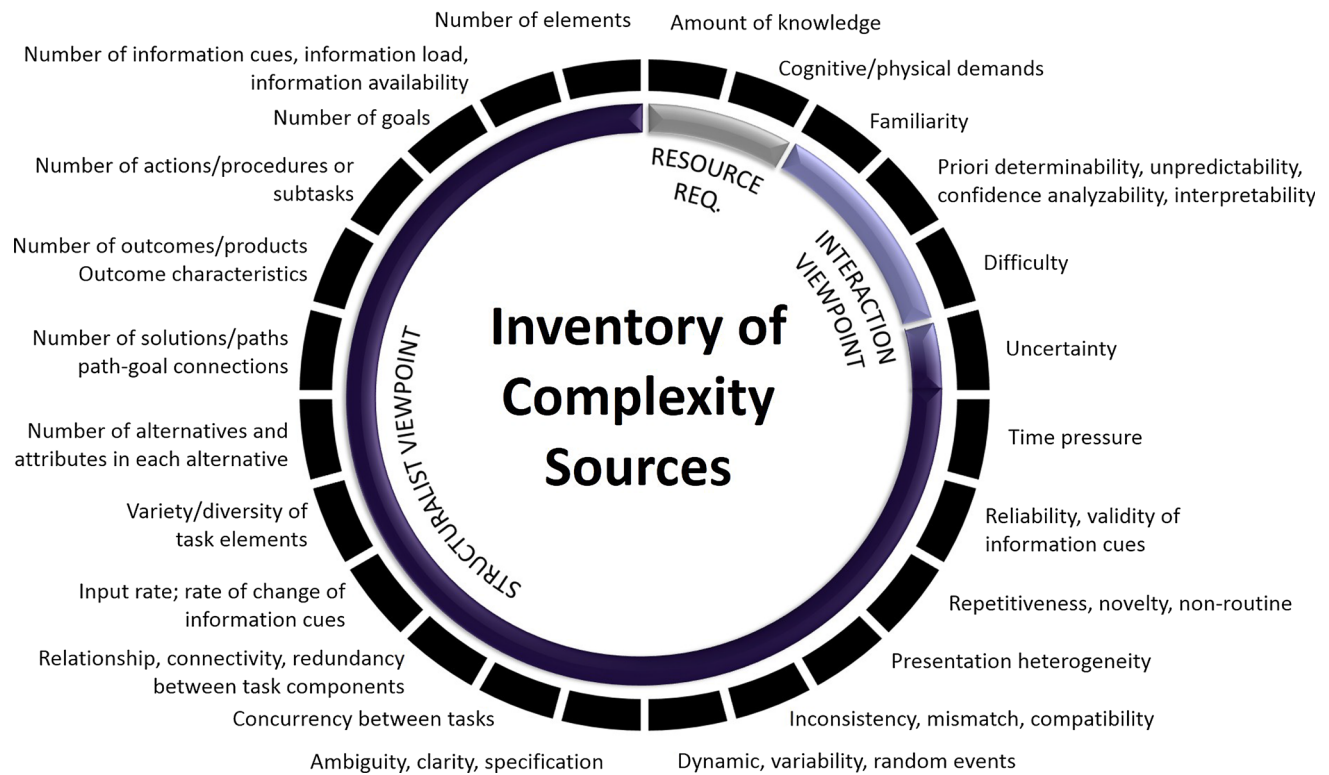 Number of elements
Amount of knowledge
Number of information cues, information load,
information availability
Cognitive/physical demands
Number of goals
Familiarity
Number of actions/procedures or
subtasks
Priori determinability, unpredictability,
confidence analyzability, interpretability
Number of outcomes/products
Outcome characteristics
Difficulty
Number of solutions/paths
path-goal connections
Uncertainty
Number of alternatives and
attributes in each alternative
Time pressure
Variety/diversity of
task elements
Reliability, validity of
information cues
Input rate; rate of change of
information cues
Repetitiveness, novelty, non-routine
Relationship, connectivity, redundancy
between task components
Presentation heterogeneity
Concurrency between tasks
Inconsistency, mismatch, compatibility
Ambiguity, clarity, specification
Dynamic, variability, random events
RESOURCE
REQ.
INTERACTION
VIEWPOINT
STRUCTURALIST VIEWPOINT
Inventory of
Complexity
Sources